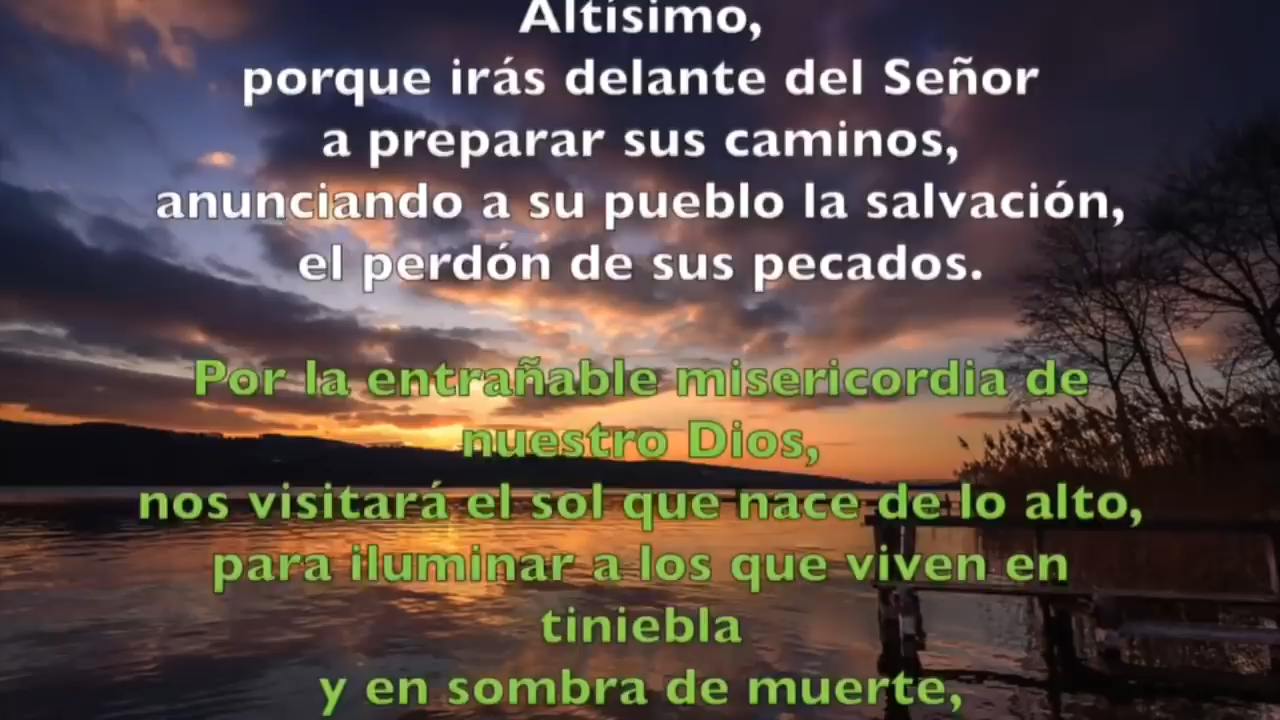 Altísimo,
porque irás delante del Señor
a preparar sus caminos,
anunciando a su pueblo la salvación,
el perdón de sus pecados.
Por la entrañable misericordia de
nuestro Dios,
nos visitará el sol que nace de lo alto,
para iluminar a los que viven en
tiniebla
y en sombra de muerte,